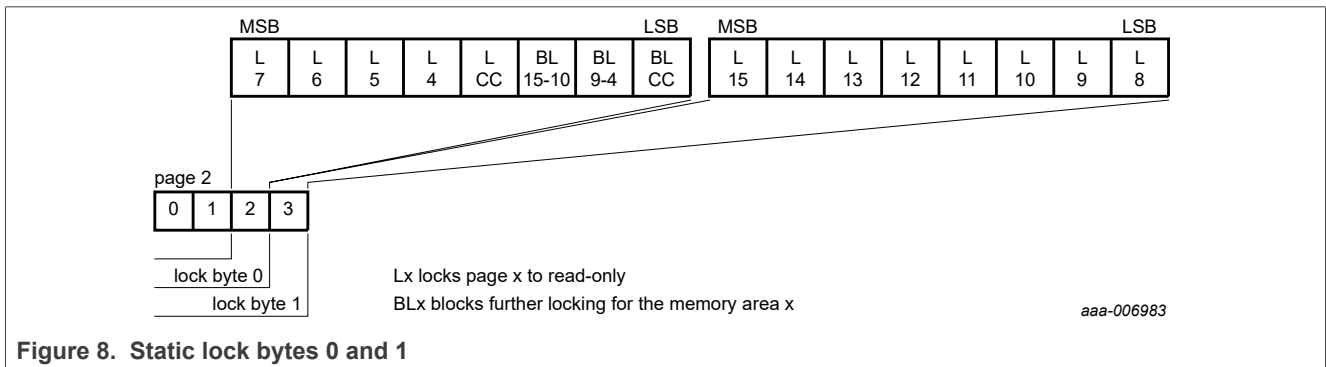 MSB LSB MSB LSB
L L L L L BL BL BL L L L L L L L L
7 6 5 4 CC 15-10 9-4 CC 15 14 13 12 11 10 9 8
page 2
0 1 2 3
lock byte 0 Lx locks page x to read-only
lock byte 1 BLx blocks further locking for the memory area x aaa-006983
Figure 8. Static lock bytes 0 and 1